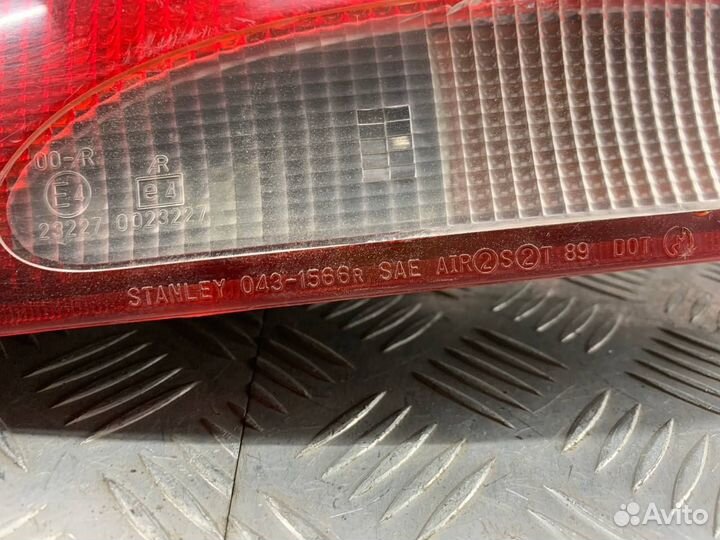 00-/R /R
E4 e4
23227 0023227
STANLEY 043-1566R SAE AIR②S②T 89 DOT
Avito